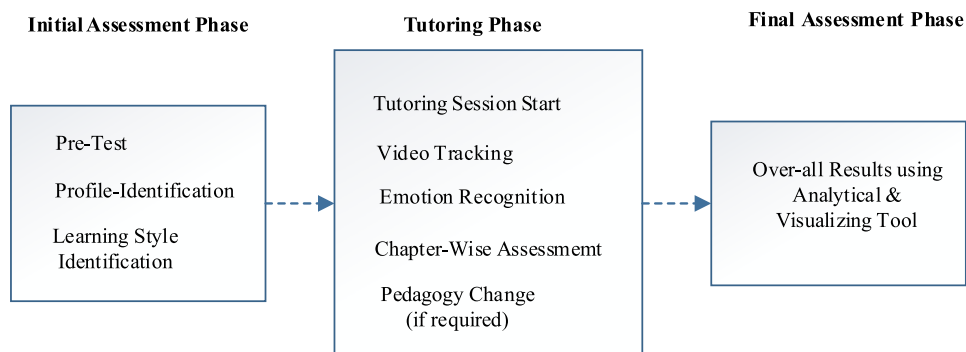 Initial Assessment Phase
Pre-Test
Profile-Identification
Learning Style
Identification
Tutoring Phase
Tutoring Session Start
Video Tracking
Emotion Recognition
Chapter-Wise Assessmemt
Pedagogy Change
(if required)
Final Assessment Phase
Over-all Results using
Analytical &
Visualizing Tool